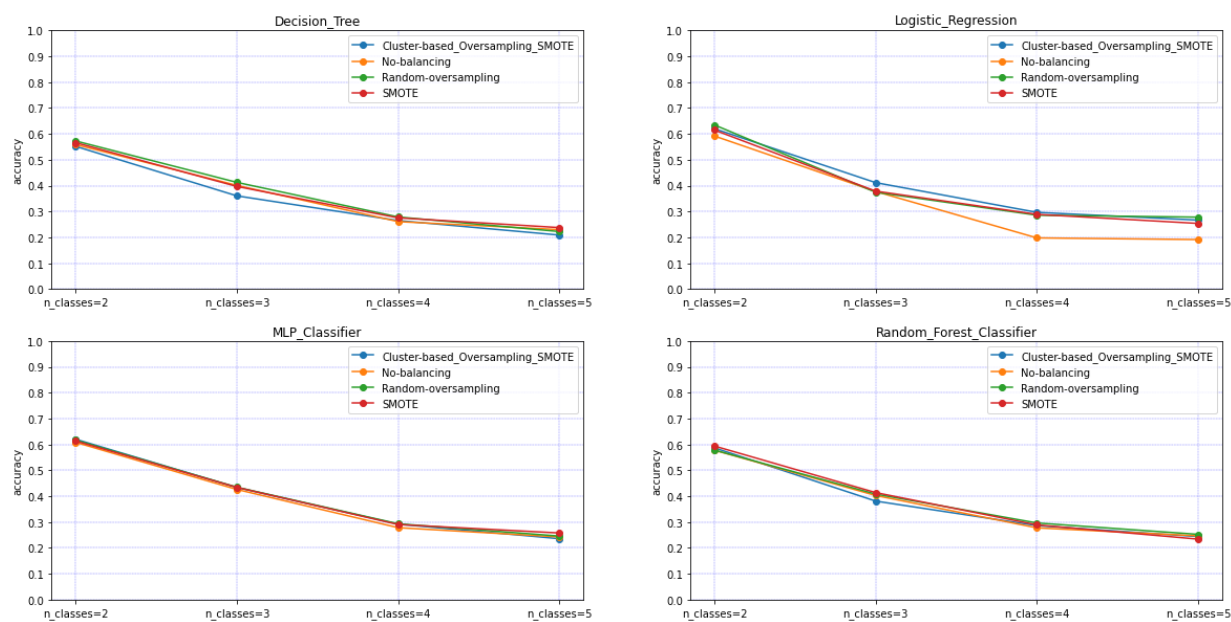 Decision_Tree
1.0
0.9
0.8
0.7
0.6
0.5
0.4
0.3
0.2
0.1
0.0
accuracy
Cluster-based_Oversampling_SMOTE
No-balancing
Random-oversampling
SMOTE
n_classes=2 n_classes=3 n_classes=4 n_classes=5
Logistic_Regression
1.0
0.9
0.8
0.7
0.6
0.5
0.4
0.3
0.2
0.1
0.0
accuracy
Cluster-based_Oversampling_SMOTE
No-balancing
Random-oversampling
SMOTE
n_classes=2 n_classes=3 n_classes=4 n_classes=5
MLP_Classifier
1.0
0.9
0.8
0.7
0.6
0.5
0.4
0.3
0.2
0.1
0.0
accuracy
Cluster-based_Oversampling_SMOTE
No-balancing
Random-oversampling
SMOTE
n_classes=2 n_classes=3 n_classes=4 n_classes=5
Random_Forest_Classifier
1.0
0.9
0.8
0.7
0.6
0.5
0.4
0.3
0.2
0.1
0.0
accuracy
Cluster-based_Oversampling_SMOTE
No-balancing
Random-oversampling
SMOTE
n_classes=2 n_classes=3 n_classes=4 n_classes=5